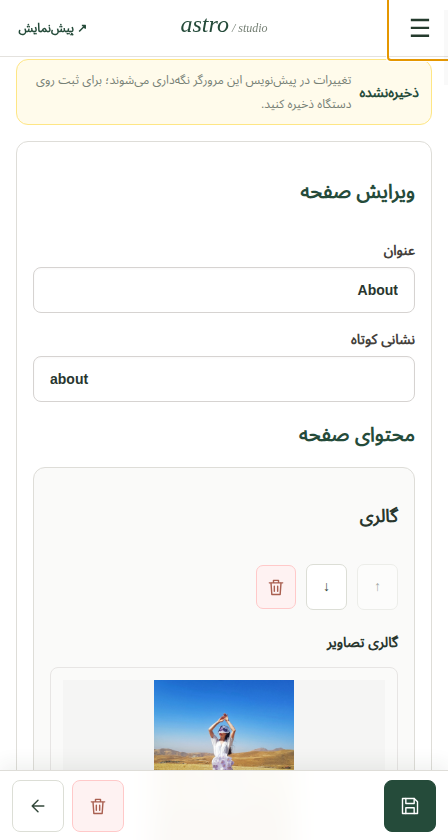 ☰
astro / studio
پیش‌نمایش ↗
ذخیره‌نشده
تغییرات در پیش‌نویس این مرورگر نگه‌داری می‌شوند؛ برای ثبت روی
دستگاه ذخیره کنید.
ویرایش صفحه
عنوان
About
نشانی کوتاه
about
محتوای صفحه
گالری
↑ ↓
گالری تصاویر